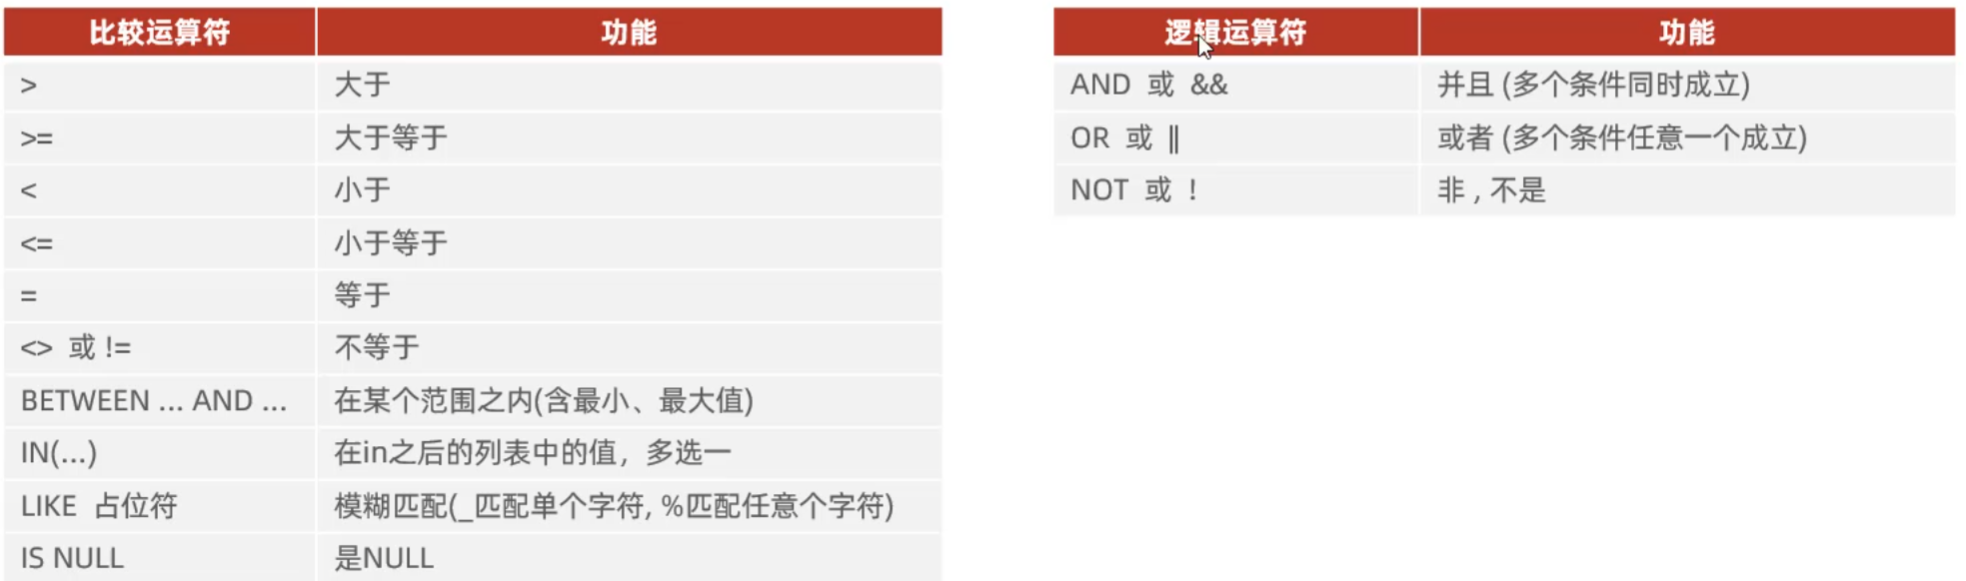 比较运算符 功能
> 大于
>= 大于等于
< 小于
<= 小于等于
= 等于
<> 或 != 不等于
BETWEEN ... AND ... 在某个范围之内(含最小、最大值)
IN(...) 在in之后的列表中的值，多选一
LIKE 占位符 模糊匹配(_匹配单个字符, %匹配任意个字符)
IS NULL 是NULL
逻辑运算符 功能
AND 或 && 并且 (多个条件同时成立)
OR 或 || 或者 (多个条件任意一个成立)
NOT 或 ! 非 , 不是